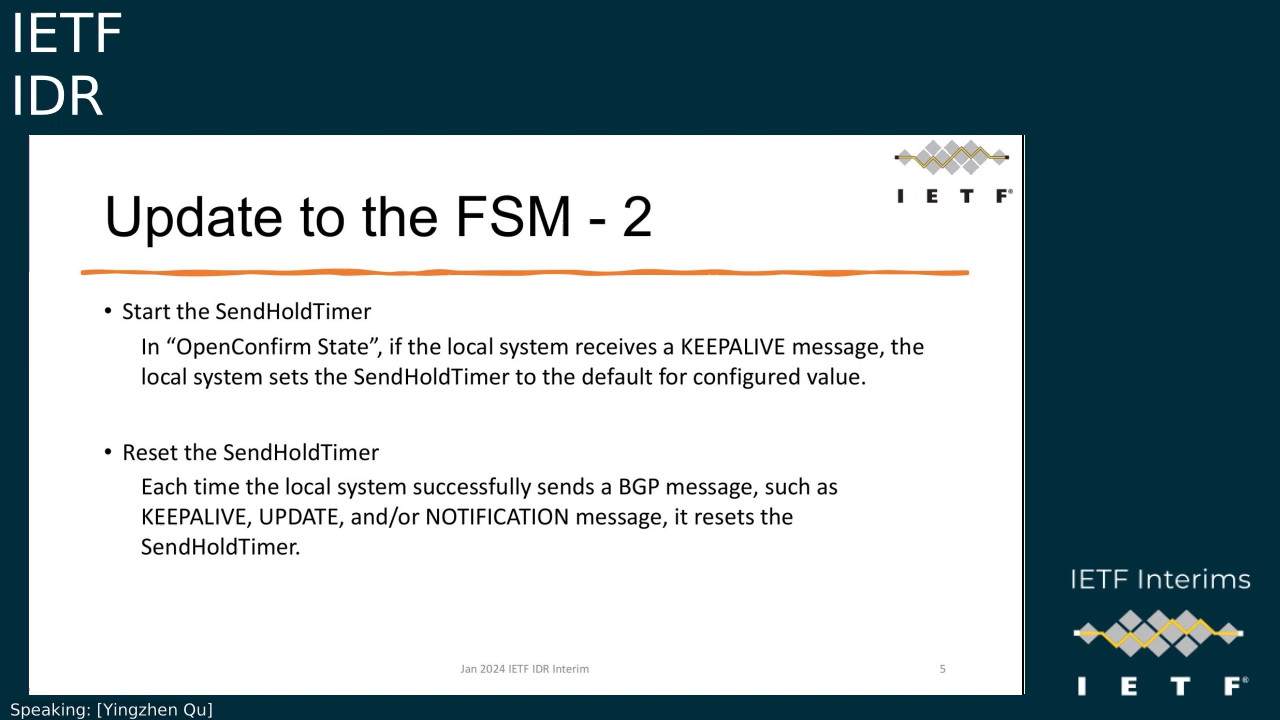 IETF
IDR
I E T F®
Update to the FSM - 2
• Start the SendHoldTimer
In “OpenConfirm State”, if the local system receives a KEEPALIVE message, the
local system sets the SendHoldTimer to the default for configured value.
• Reset the SendHoldTimer
Each time the local system successfully sends a BGP message, such as
KEEPALIVE, UPDATE, and/or NOTIFICATION message, it resets the
SendHoldTimer.
Jan 2024 IETF IDR Interim
5
IETF Interims
I E T F®
Speaking: [Yingzhen Qu]